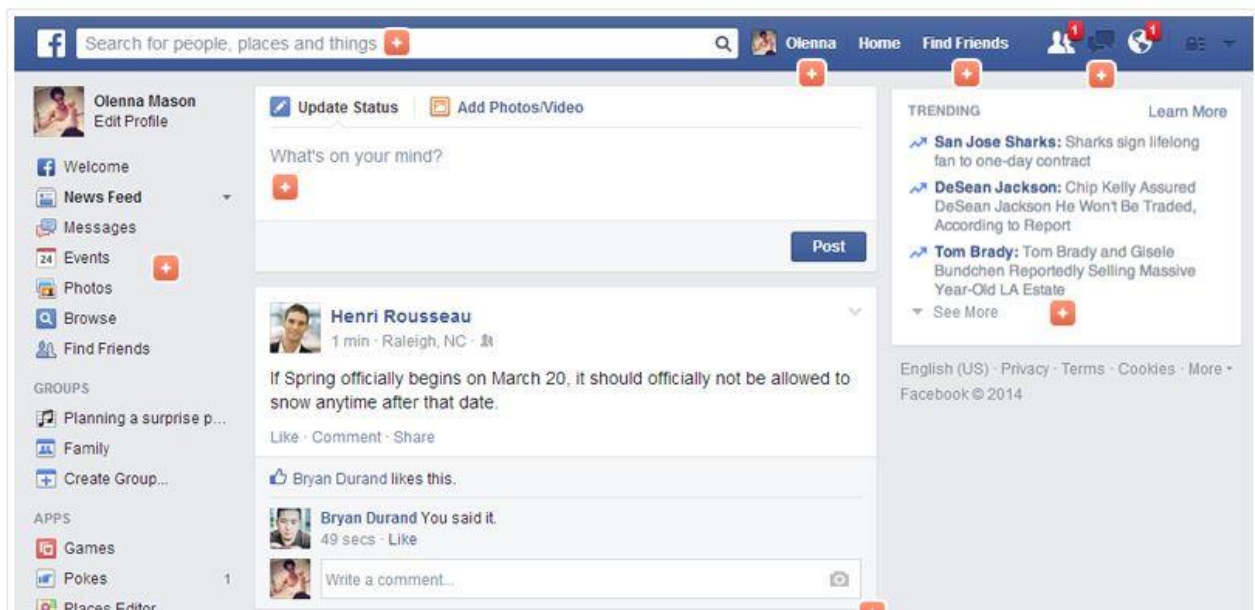 Search for people, places and things
Olenna Home Find Friends
1
1
Olenna Mason
Edit Profile
Welcome
News Feed
Messages
24 Events
Photos
Browse
Find Friends
GROUPS
Planning a surprise p...
Family
Create Group...
APPS
Games
Pokes 1
Places Editor
Update Status Add Photos/Video
What's on your mind?
Post
Henri Rousseau
1 min · Raleigh, NC ·
If Spring officially begins on March 20, it should officially not be allowed to
snow anytime after that date.
Like · Comment · Share
Bryan Durand likes this.
Bryan Durand You said it.
49 secs · Like
Write a comment...
TRENDING Learn More
San Jose Sharks: Sharks sign lifelong
fan to one-day contract
DeSean Jackson: Chip Kelly Assured
DeSean Jackson He Won't Be Traded,
According to Report
Tom Brady: Tom Brady and Gisele
Bundchen Reportedly Selling Massive
Year-Old LA Estate
See More
English (US) · Privacy · Terms · Cookies · More
Facebook © 2014